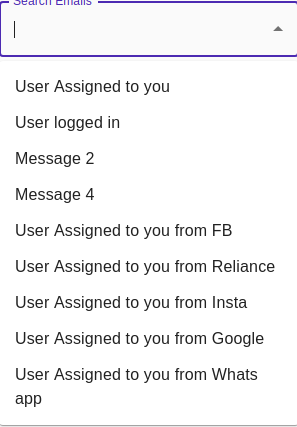 Search Emails
User Assigned to you
User logged in
Message 2
Message 4
User Assigned to you from FB
User Assigned to you from Reliance
User Assigned to you from Insta
User Assigned to you from Google
User Assigned to you from Whats
app